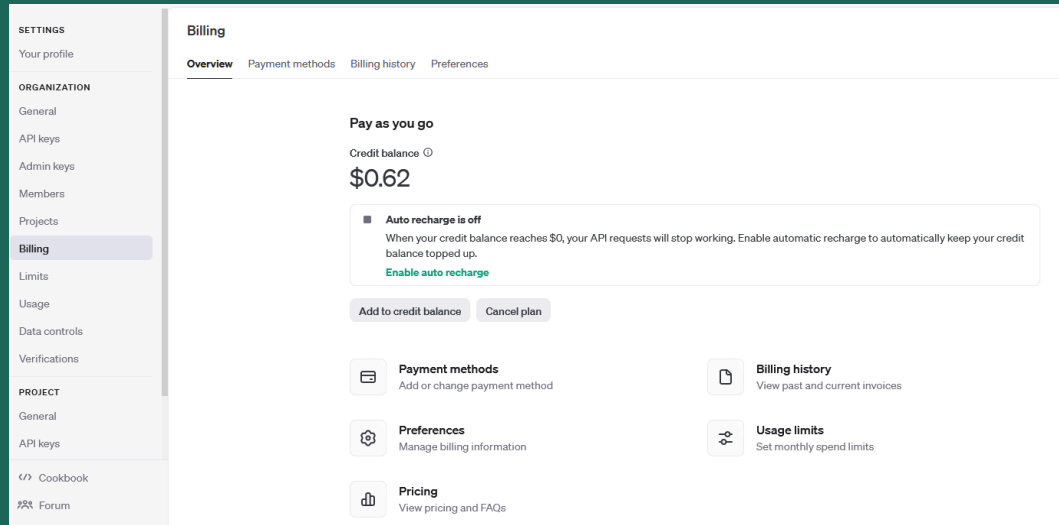 SETTINGS
Your profile
ORGANIZATION
General
API keys
Admin keys
Members
Projects
Billing
Limits
Usage
Data controls
Verifications
PROJECT
General
API keys
Cookbook
Forum
Billing
Overview Payment methods Billing history Preferences
Pay as you go
Credit balance
$0.62
Auto recharge is off
When your credit balance reaches $0, your API requests will stop working. Enable automatic recharge to automatically keep your credit
balance topped up.
Enable auto recharge
Add to credit balance Cancel plan
Payment methods
Add or change payment method
Billing history
View past and current invoices
Preferences
Manage billing information
Usage limits
Set monthly spend limits
Pricing
View pricing and FAQs